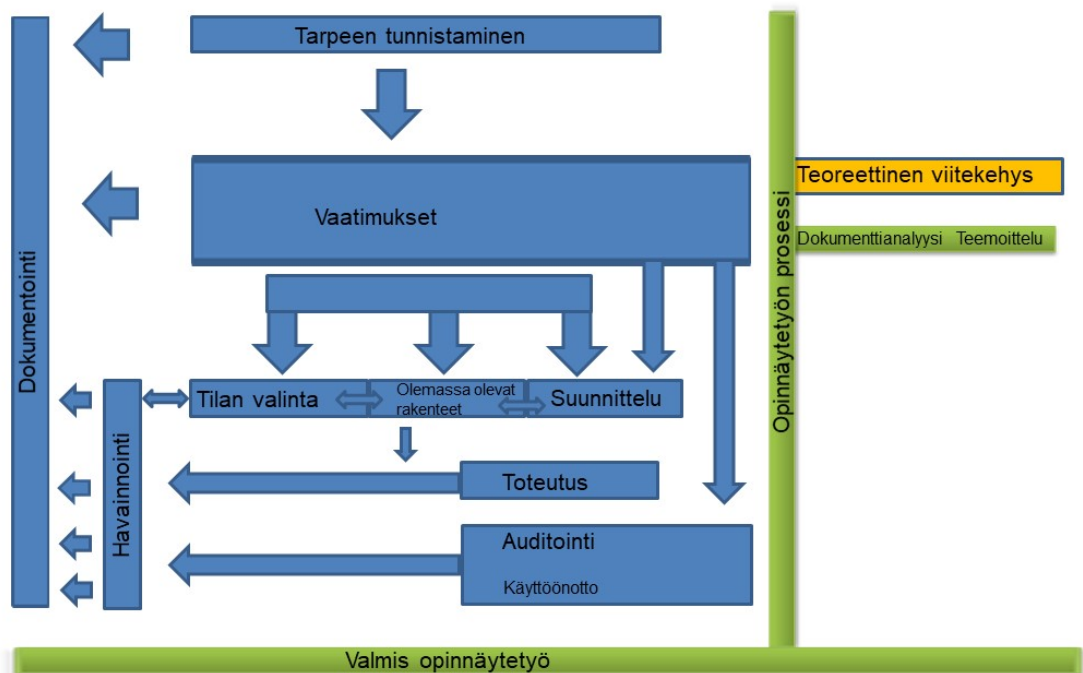 Tarpeen tunnistaminen
Vaatimukset
Teoreettinen viitekehys
Dokumenttianalyysi Teemoittelu
Opinnäytetyön prosessi
Dokumentointi
Havainnointi
Tilan valinta
Olemassa olevat
rakenteet
Suunnittelu
Toteutus
Auditointi
Käyttöönotto
Valmis opinnäytetyö